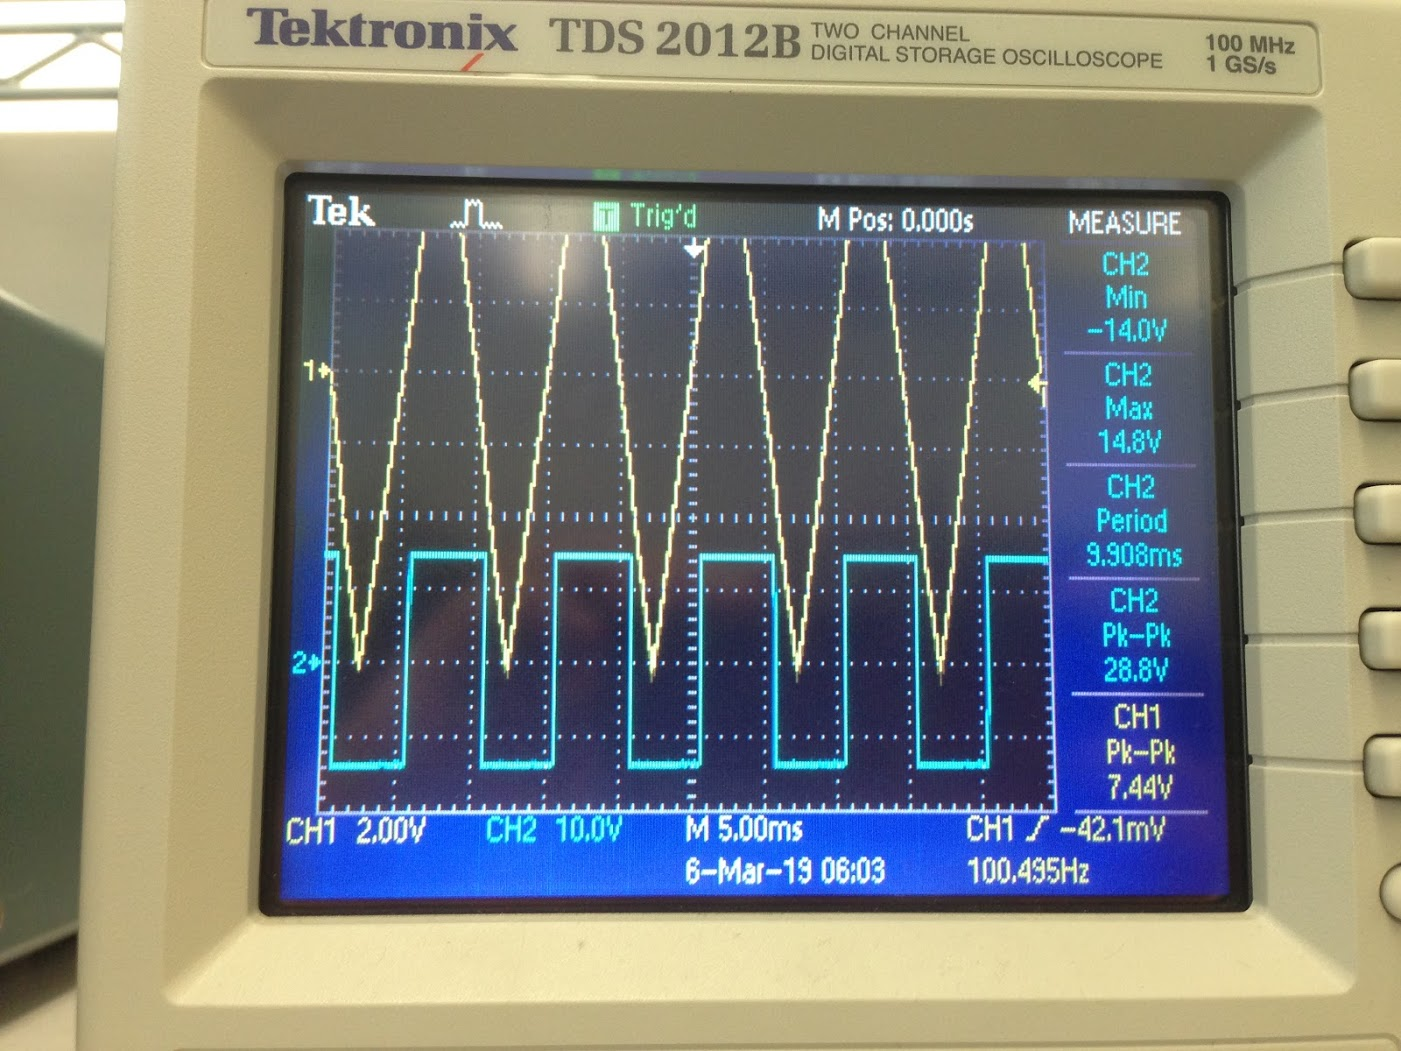 Tektronix TDS 2012B TWO CHANNEL DIGITAL STORAGE OSCILLOSCOPE 100 MHz 1 GS/s
Tek T Trig'd M Pos: 0.000s MEASURE
CH2
Min
-14.0V
CH2
Max
14.8V
CH2
Period
9.908ms
CH2
Pk-Pk
28.8V
CH1
Pk-Pk
7.44V
1
2
CH1 2.00V CH2 10.0V M 5.00ms CH1 -42.1mV
6-Mar-19 06:03 100.495Hz